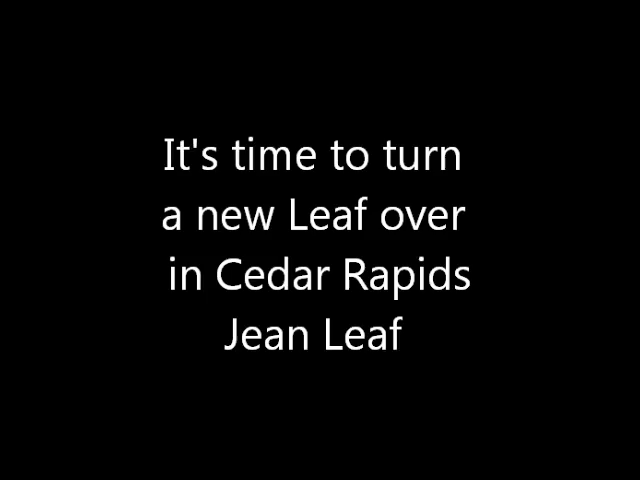 It's time to turn
a new Leaf over
in Cedar Rapids
Jean Leaf